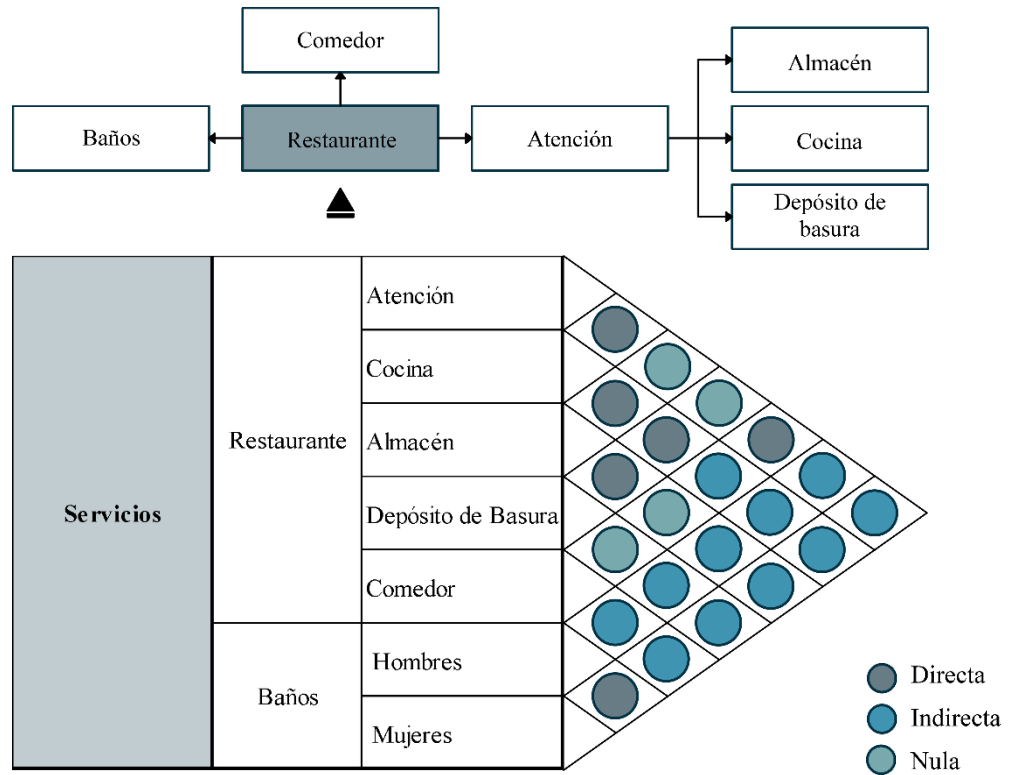 Comedor
Almacén
Baños
Restaurante
Atención
Cocina
Depósito de
basura
Atención
Cocina
Restaurante
Almacén
Servicios
Depósito de Basura
Comedor
Hombres
Baños
Mujeres
Directa
Indirecta
Nula